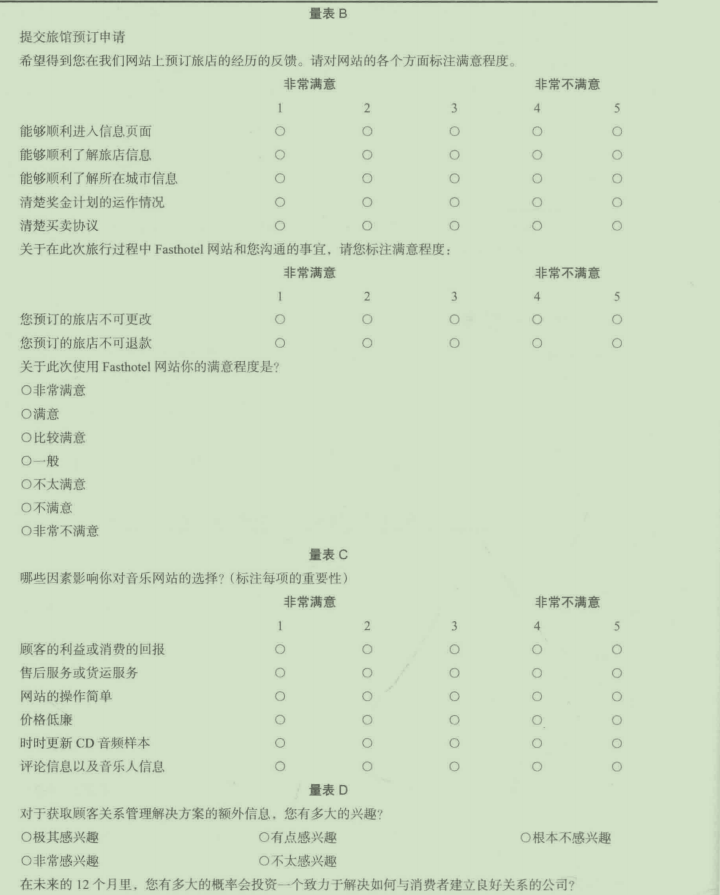 量表 B
提交旅馆预订申请
希望得到您在我们网站上预订旅店的经历的反馈。请对网站的各个方面标注满意程度。
非常满意 非常不满意
1 2 3 4 5
能够顺利进入信息页面 ○ ○ ○ ○ ○
能够顺利了解旅店信息 ○ ○ ○ ○ ○
能够顺利了解所在城市信息 ○ ○ ○ ○ ○
清楚奖金计划的运作情况 ○ ○ ○ ○ ○
清楚买卖协议 ○ ○ ○ ○ ○
关于在此次旅行过程中 Fasthotel 网站和您沟通的事宜，请您标注满意程度：
非常满意 非常不满意
1 2 3 4 5
您预订的旅店不可更改 ○ ○ ○ ○ ○
您预订的旅店不可退款 ○ ○ ○ ○ ○
关于此次使用 Fasthotel 网站你的满意程度是？
○非常满意
○满意
○比较满意
○一般
○不太满意
○不满意
○非常不满意
量表 C
哪些因素影响你对音乐网站的选择？（标注每项的重要性）
非常满意 非常不满意
1 2 3 4 5
顾客的利益或消费的回报 ○ ○ ○ ○ ○
售后服务或货运服务 ○ ○ ○ ○ ○
网站的操作简单 ○ ○ ○ ○ ○
价格低廉 ○ ○ ○ ○ ○
时时更新 CD 音频样本 ○ ○ ○ ○ ○
评论信息以及音乐人信息 ○ ○ ○ ○ ○
量表 D
对于获取顾客关系管理解决方案的额外信息，您有多大的兴趣？
○极其感兴趣 ○有点感兴趣 ○根本不感兴趣
○非常感兴趣 ○不太感兴趣
在未来的 12 个月里，您有多大的概率会投资一个致力于解决如何与消费者建立良好关系的公司？